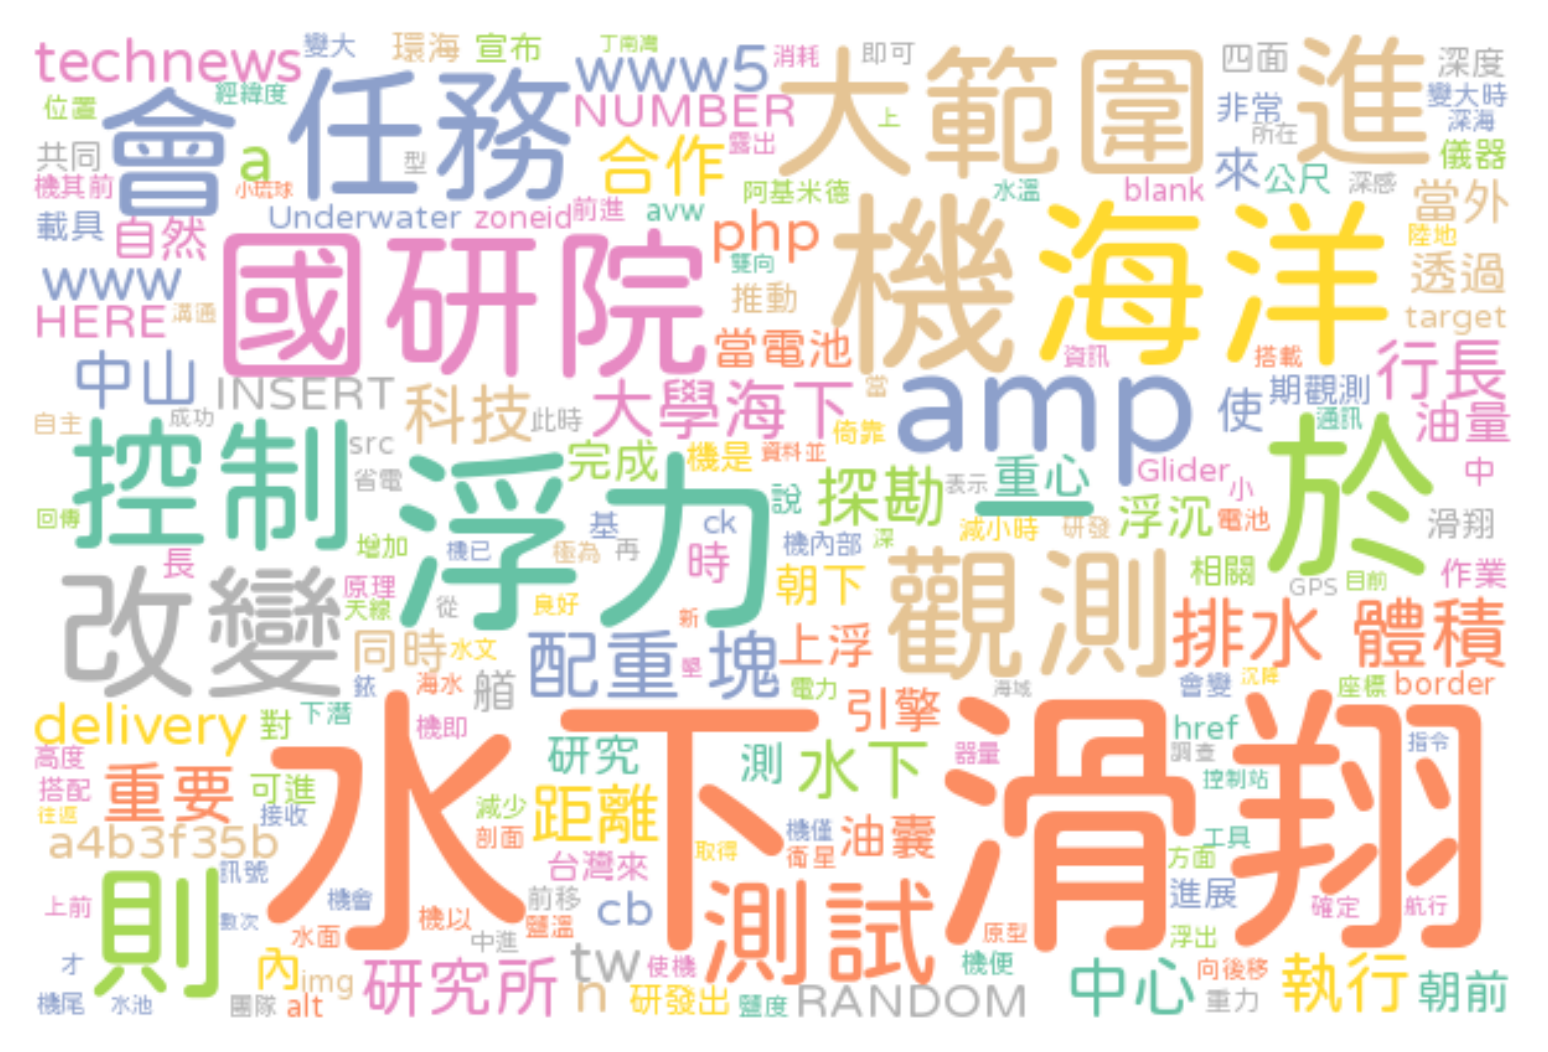 technews
變大
環海
宣布
丁南灣
www5
消耗
即可
四面
深度
位置
經緯度
會
任務
NUMBER
大範圍
進
非常
變大時
所在
深海
共同
a
型
合作
露出
上
來
公尺
儀器
機其前
小琉球
阿基米德
水溫
blank
深感
載具
自然
Underwater
zoneid
前進
avw
php
當外
陸地
www
國研院
雙向
機
海洋
透過
HERE
溝通
推動
target
中山
當電池
資訊
搭載
行長
INSERT
科技
大學海下
當
amp
使
期觀測
自主
成功
此時
倚靠
通訊
油量
控制
src
完成
機是
資料並
探勘
表示
重心
Glider
小
於
中
省電
浮力
說
一
浮沉
電池
滑翔
回傳
基
ck
減小時
研發
增加
機已
極為
再
時
機內部
深
長
改變
原理
朝下
觀測
相關
GPS
目前
作業
天線
從
良好
新
同時
水文
配重
墾
塊
上浮
排水
體積
銥
海水
艏
電力
海域
會變
沉降
座標
border
delivery
對
下潛
機即
引擎
href
指令
高度
水下滑翔
研究
測
水下
器量
調查
搭配
重要
可進
控制站
往返
接收
減少
距離
機僅
油囊
工具
a4b3f35b
剖面
取得
衛星
方面
訊號
台灣來
進展
上前
則
數次
機會
前移
cb
測試
確定
航行
水面
機以
鹽溫
原型
浮出
中進
才
內
img
研究所
tw
使機
機便
中心
向後移
執行
朝前
機尾
水池
團隊
alt
n
研發出
鹽度
RANDOM
重力